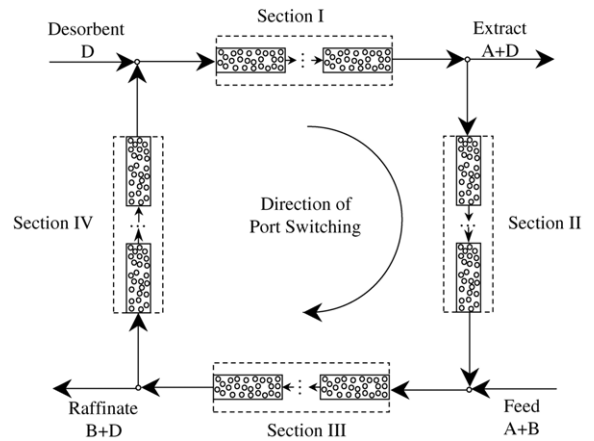 Section I
Desorbent
D
Extract
A+D
Section IV
Direction of
Port Switching
Section II
Raffinate
B+D
Section III
Feed
A+B